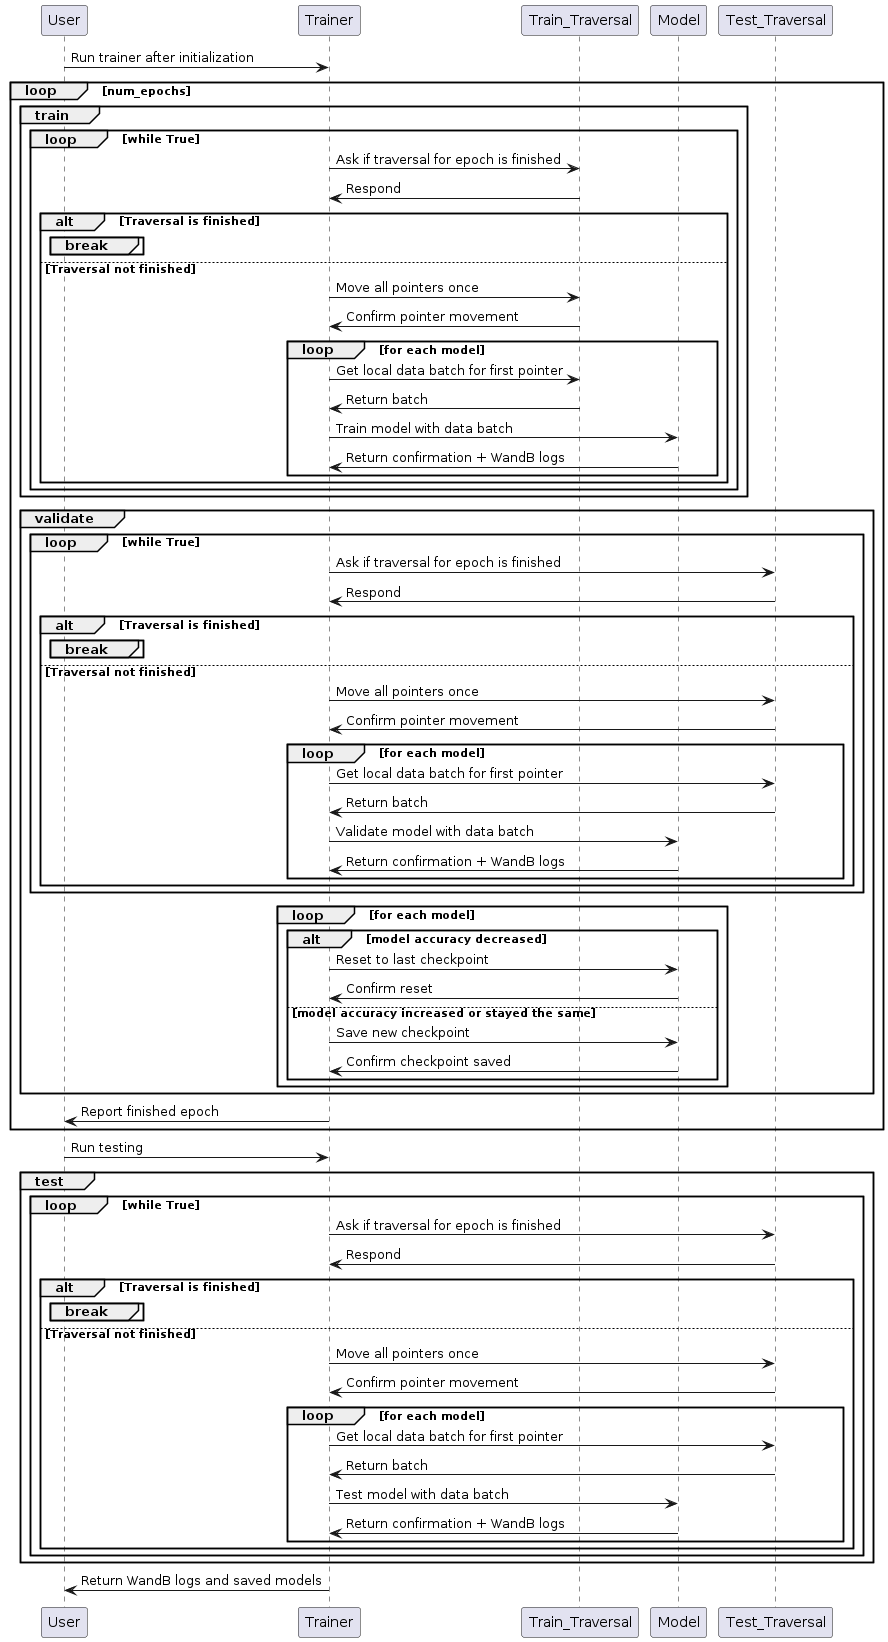 User Trainer Train_Traversal Model Test_Traversal
Run trainer after initialization
loop [num_epochs]
train
loop [while True]
Ask if traversal for epoch is finished
Respond
alt [Traversal is finished]
break
[Traversal not finished]
Move all pointers once
Confirm pointer movement
loop [for each model]
Get local data batch for first pointer
Return batch
Train model with data batch
Return confirmation + WandB logs
validate
loop [while True]
Ask if traversal for epoch is finished
Respond
alt [Traversal is finished]
break
[Traversal not finished]
Move all pointers once
Confirm pointer movement
loop [for each model]
Get local data batch for first pointer
Return batch
Validate model with data batch
Return confirmation + WandB logs
loop [for each model]
alt [model accuracy decreased]
Reset to last checkpoint
Confirm reset
[model accuracy increased or stayed the same]
Save new checkpoint
Confirm checkpoint saved
Report finished epoch
Run testing
test
loop [while True]
Ask if traversal for epoch is finished
Respond
alt [Traversal is finished]
break
[Traversal not finished]
Move all pointers once
Confirm pointer movement
loop [for each model]
Get local data batch for first pointer
Return batch
Test model with data batch
Return confirmation + WandB logs
Return WandB logs and saved models
User Trainer Train_Traversal Model Test_Traversal